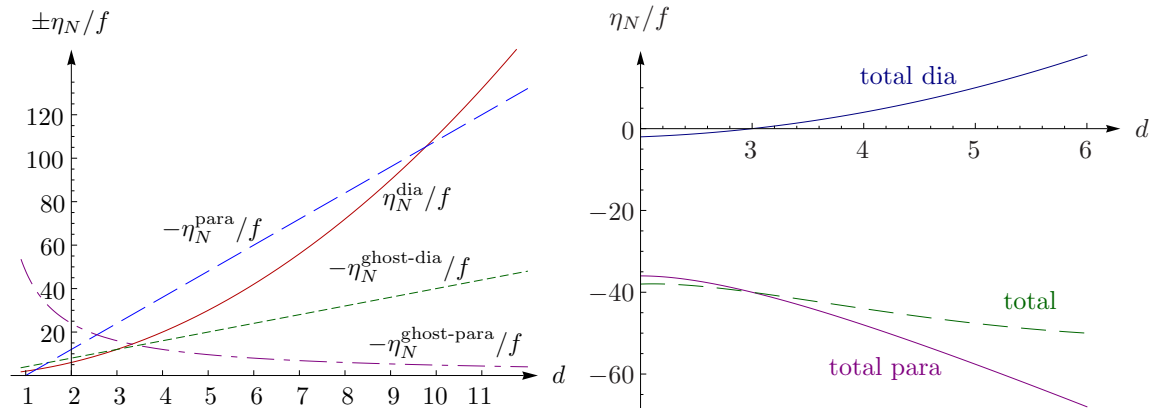 ±η_N/f
120
100
80
60
40
20
1 2 3 4 5 6 7 8 9 10 11
d
η_N^dia/f
−η_N^para/f
−η_N^ghost-dia/f
−η_N^ghost-para/f
η_N/f
total dia
0
3 4 5 6
d
−20
−40
−60
total
total para